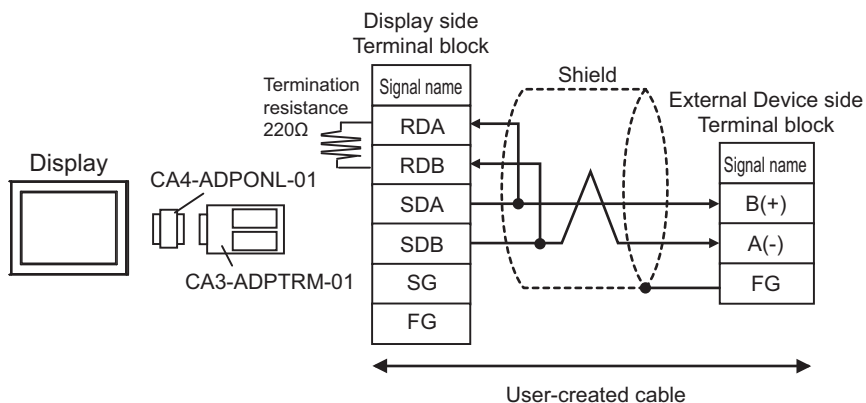 Display side
Terminal block
Signal name
RDA
RDB
SDA
SDB
SG
FG
Termination
resistance
220Ω
Shield
External Device side
Terminal block
Signal name
B(+)
A(-)
FG
Display
CA4-ADPONL-01
CA3-ADPTRM-01
User-created cable